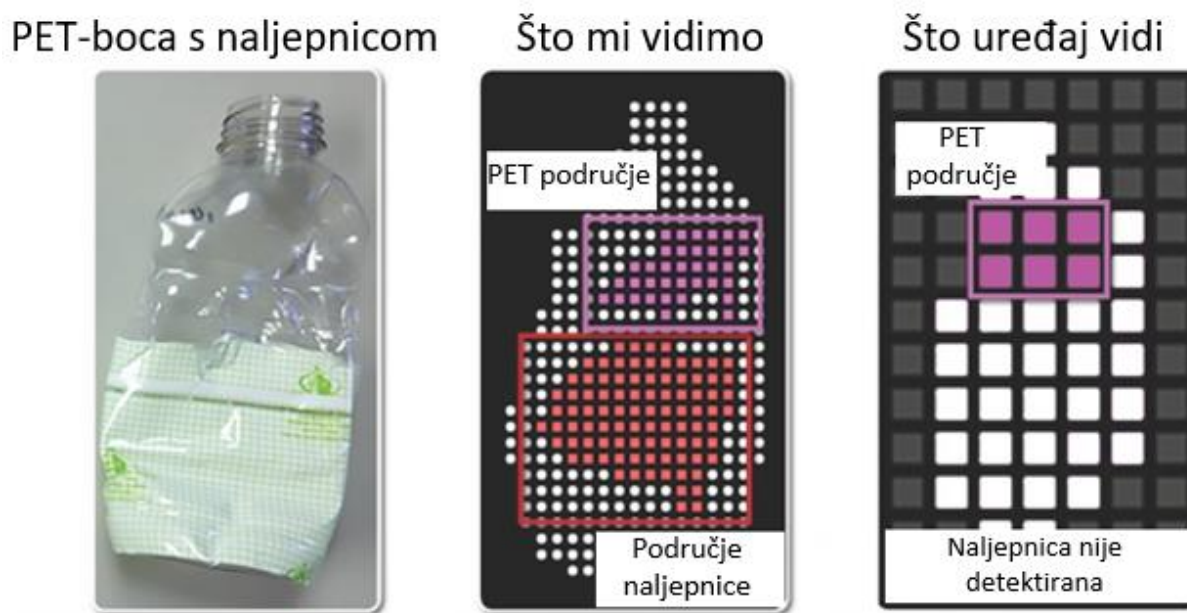 PET-boca s naljepnicom
Što mi vidimo
Što uređaj vidi
PET područje
PET
područje
Područje
naljepnice
Naljepnica nije
detektirana